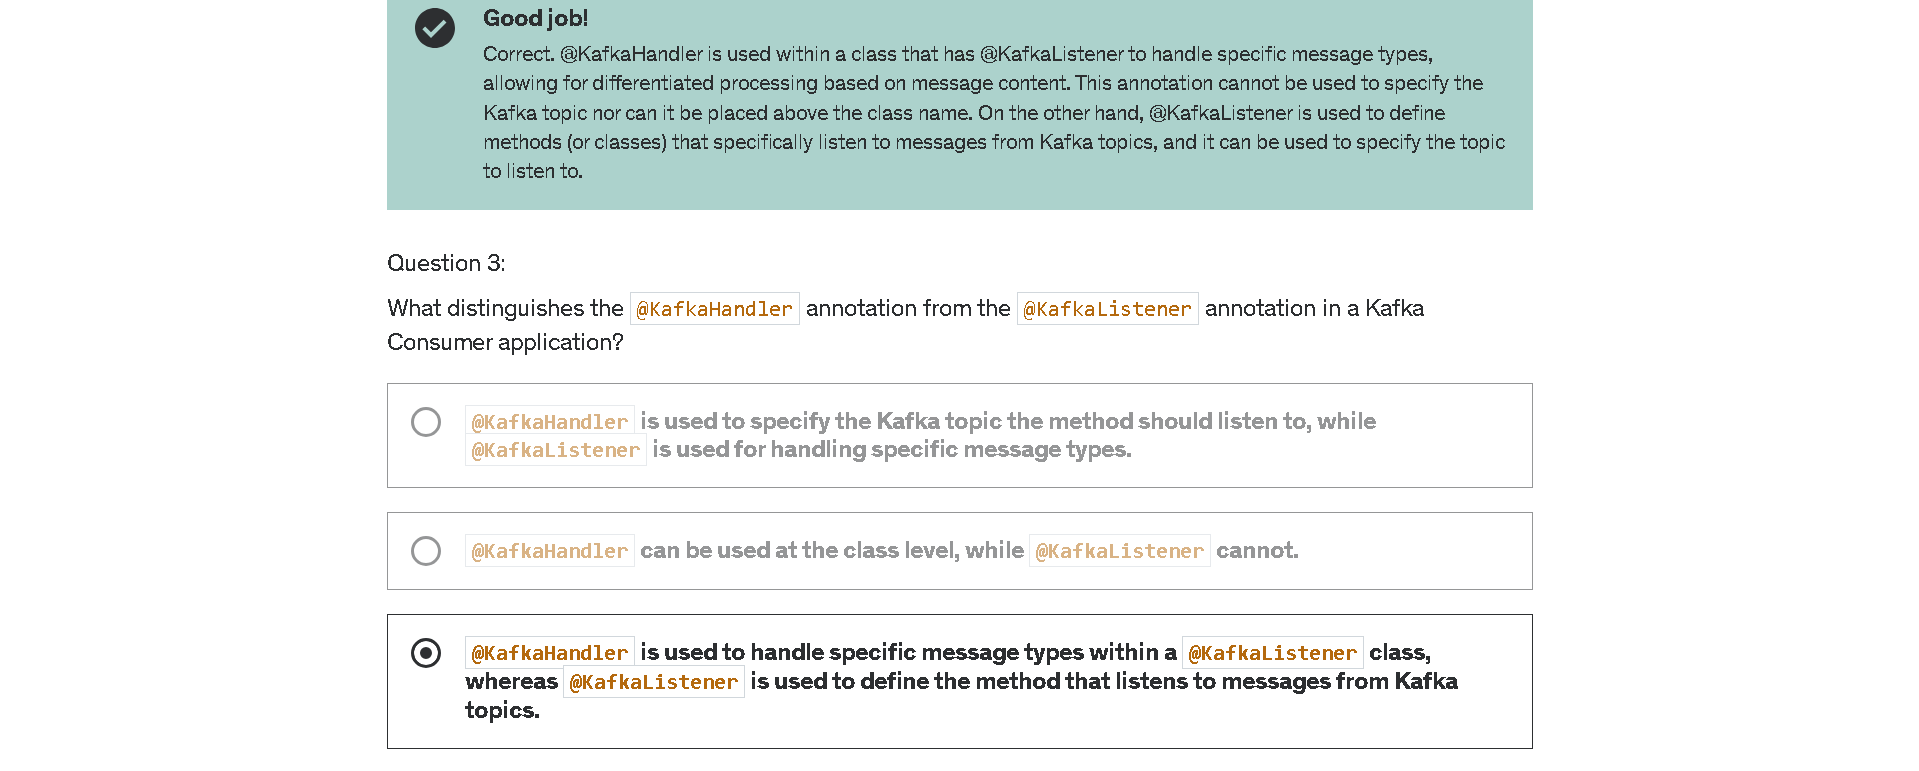 Good job!
Correct. @KafkaHandler is used within a class that has @KafkaListener to handle specific message types,
allowing for differentiated processing based on message content. This annotation cannot be used to specify the
Kafka topic nor can it be placed above the class name. On the other hand, @KafkaListener is used to define
methods (or classes) that specifically listen to messages from Kafka topics, and it can be used to specify the topic
to listen to.
Question 3:
What distinguishes the @KafkaHandler annotation from the @KafkaListener annotation in a Kafka
Consumer application?
@KafkaHandler is used to specify the Kafka topic the method should listen to, while
@KafkaListener is used for handling specific message types.
@KafkaHandler can be used at the class level, while @KafkaListener cannot.
@KafkaHandler is used to handle specific message types within a @KafkaListener class,
whereas @KafkaListener is used to define the method that listens to messages from Kafka
topics.